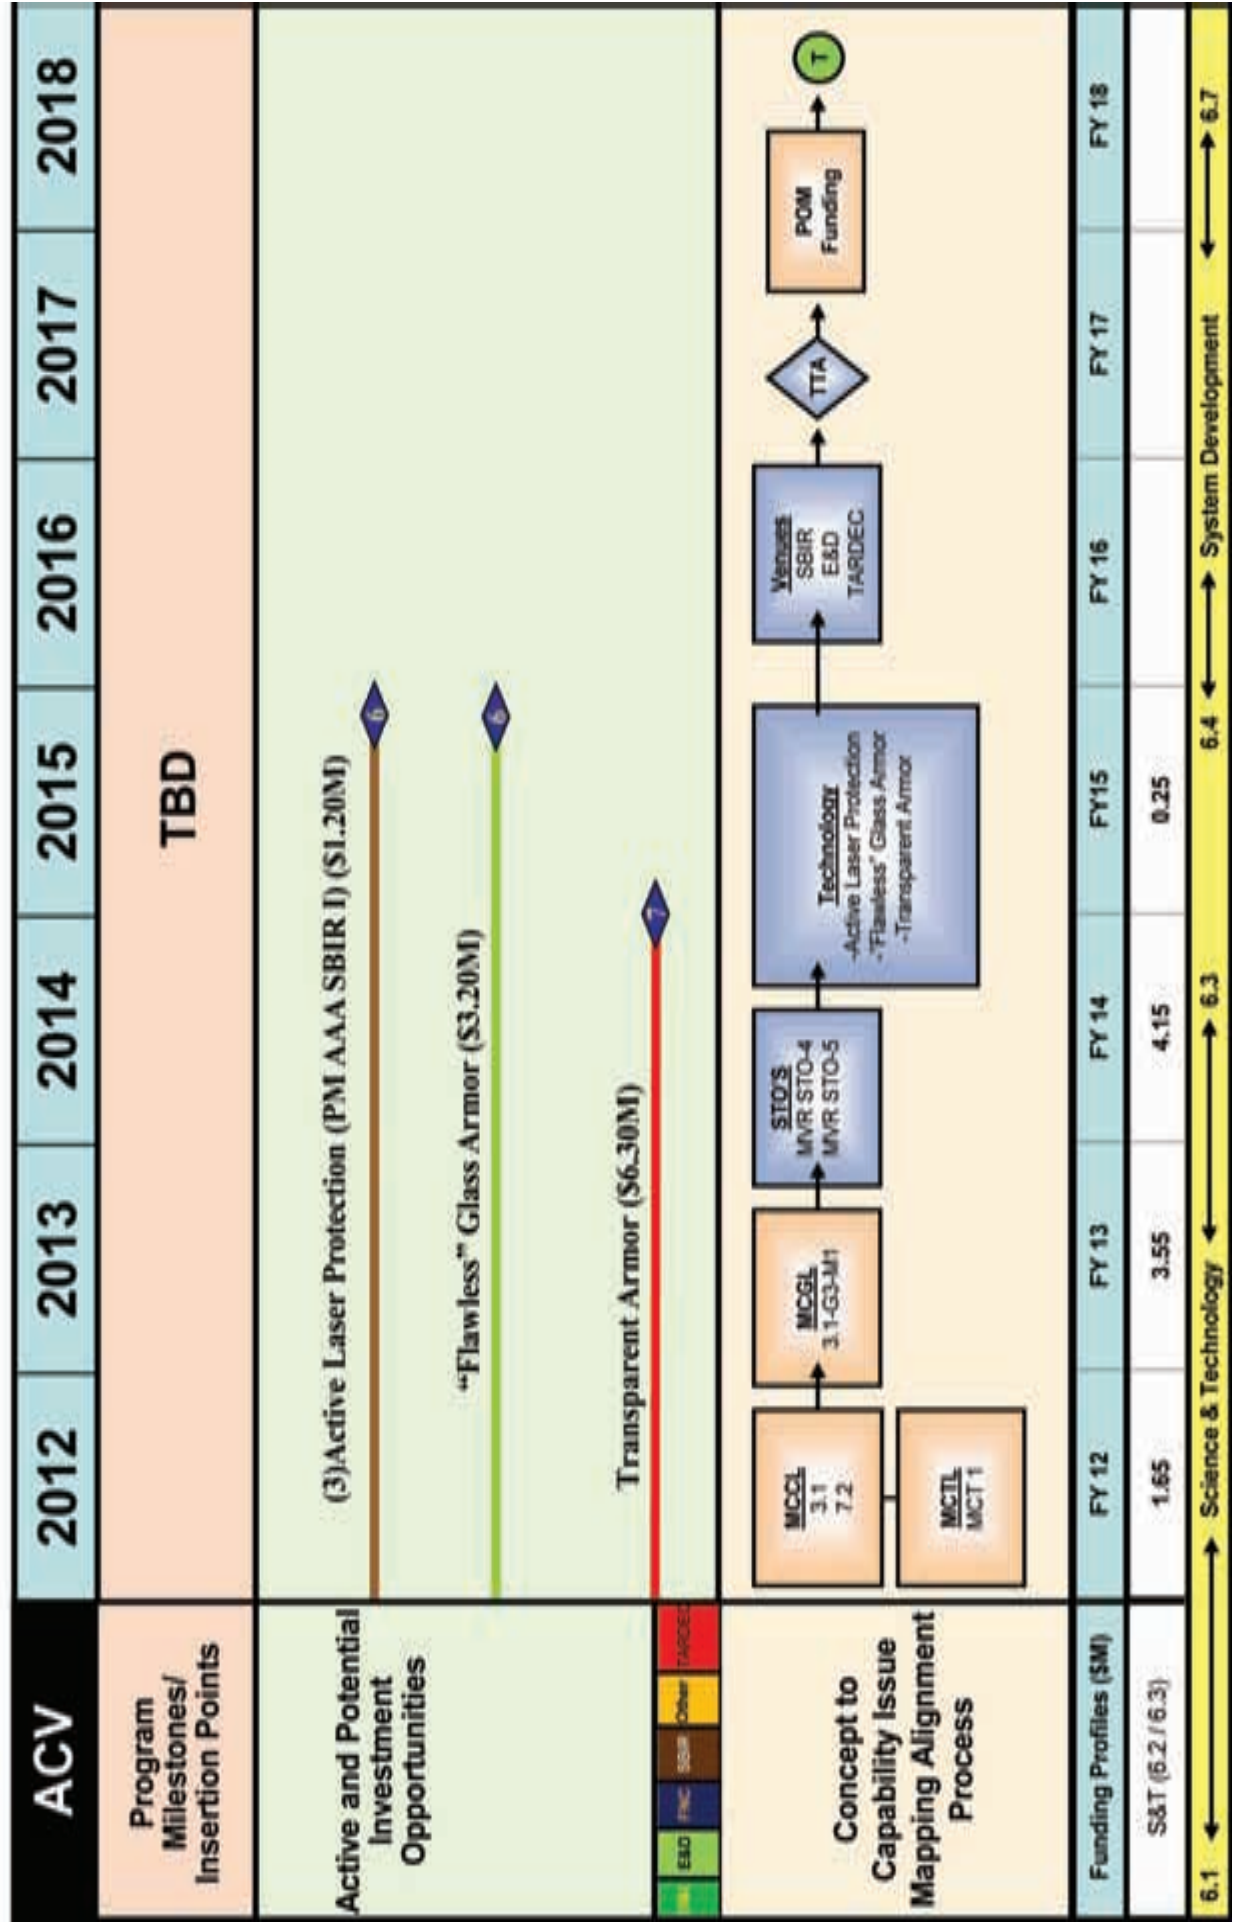 ACV
2012
2013
2014
2015
2016
2017
2018
Program
Milestones/
Insertion Points
TBD
Active and Potential
Investment
Opportunities
(3)Active Laser Protection (PM AAA SBIR I) ($1.20M)
6
“Flawless” Glass Armor ($3.20M)
6
Transparent Armor ($6.30M)
7
E&D
FNC
SBIR
Other
TARDEC
Concept to
Capability Issue
Mapping Alignment
Process
MCCL
3.1
7.2
MCTL
MCT 1
MCGL
3.1-G3-M1
STO'S
MVR STO-4
MVR STO-5
Technology
-Active Laser Protection
-"Flawless" Glass Armor
-Transparent Armor
Venues
SBIR
E&D
TARDEC
TTA
POM
Funding
T
Funding Profiles ($M)
FY 12
FY 13
FY 14
FY15
FY 16
FY 17
FY 18
S&T (6.2 / 6.3)
1.65
3.55
4.15
0.25
6.1
Science & Technology
6.3
6.4
System Development
6.7